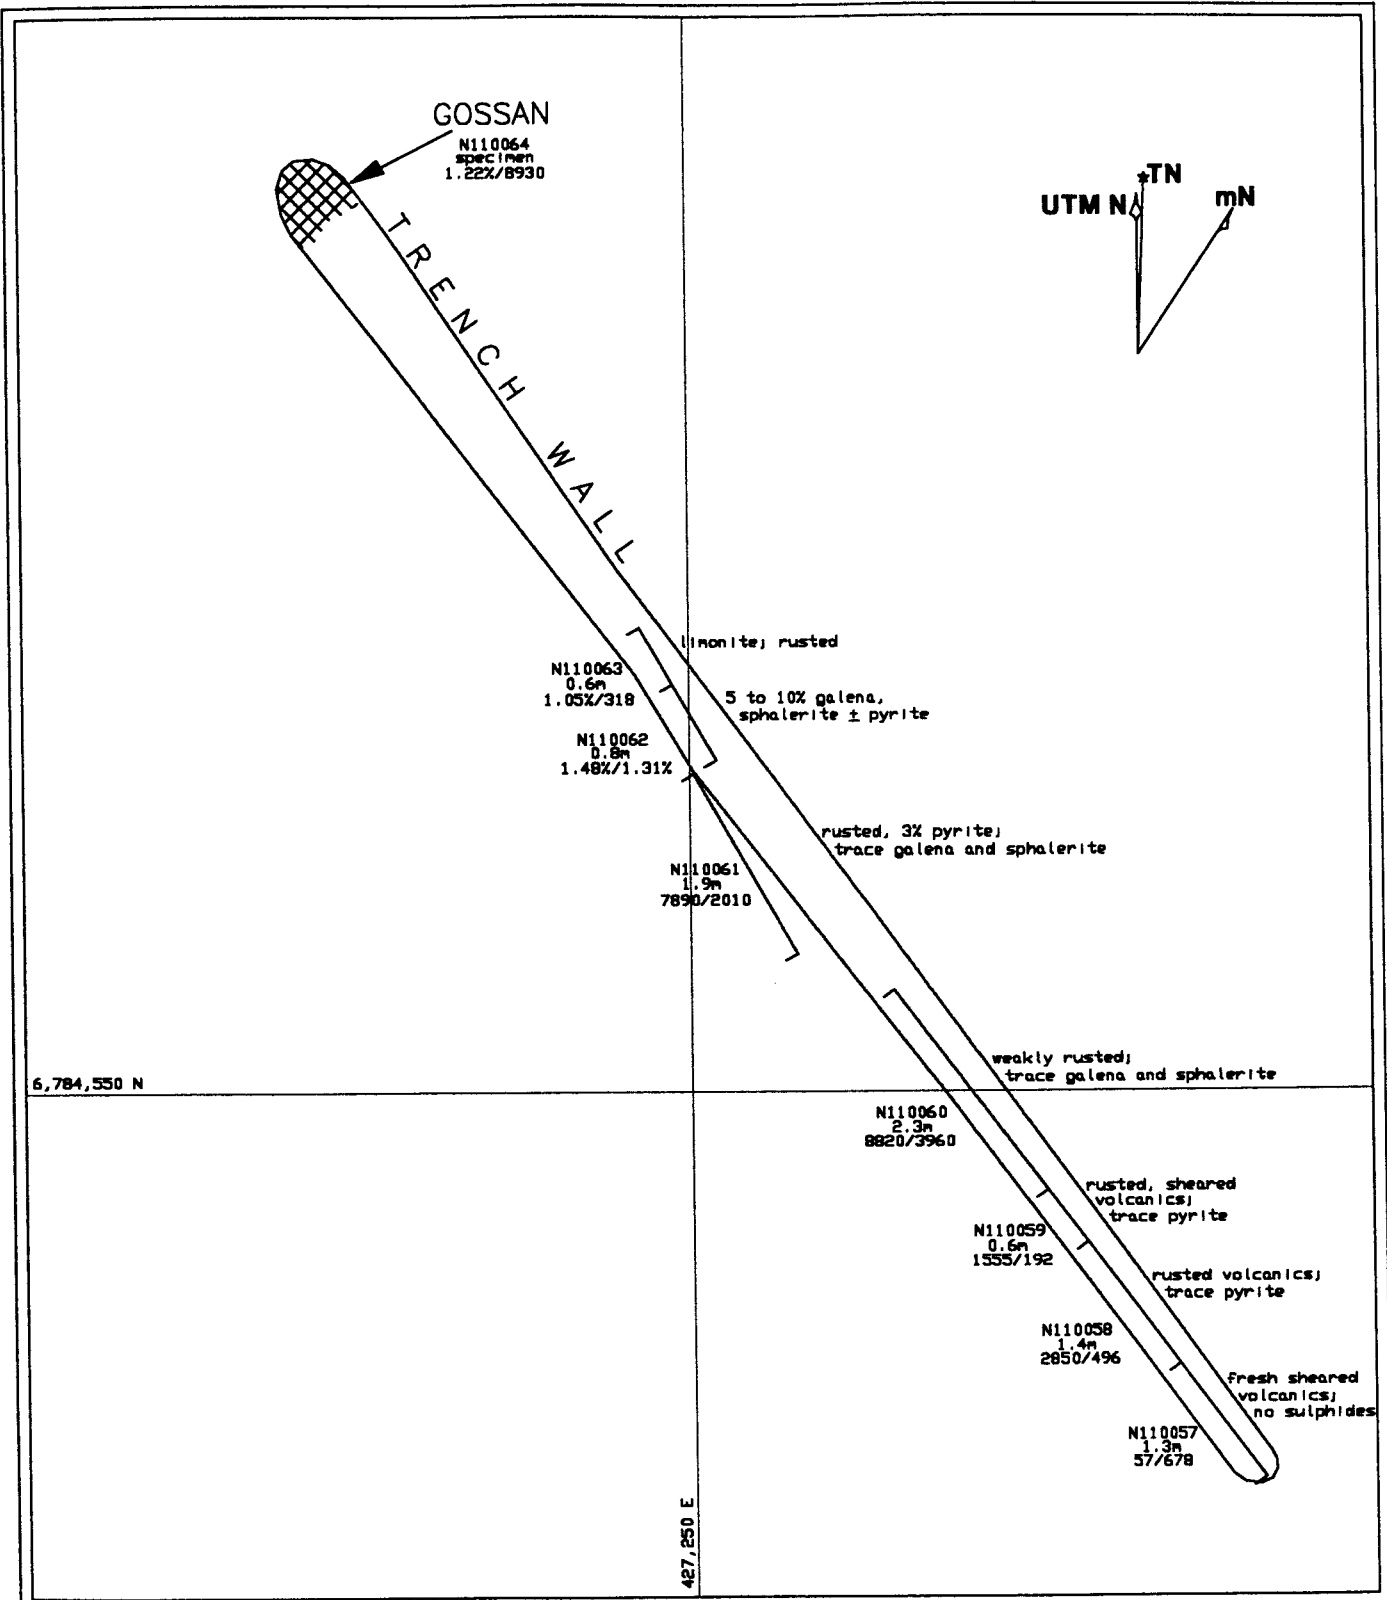 GOSSAN
N110064
specimen
1.22%/8930
TN
UTM N
mN
TRENCH WALL
limonite; rusted
N110063
0.6m
1.05%/318
5 to 10% galena,
sphalerite ± pyrite
N110062
0.8m
1.48%/1.31%
rusted, 3% pyrite;
trace galena and sphalerite
N110061
1.9m
7890/2010
weakly rusted;
trace galena and sphalerite
6,784,550 N
N110060
2.3m
8820/3960
rusted, sheared
volcanics;
trace pyrite
N110059
0.6m
1555/192
rusted volcanics;
trace pyrite
N110058
1.4m
2850/496
fresh sheared
volcanics;
no sulphides
N110057
1.3m
57/678
427,250 E